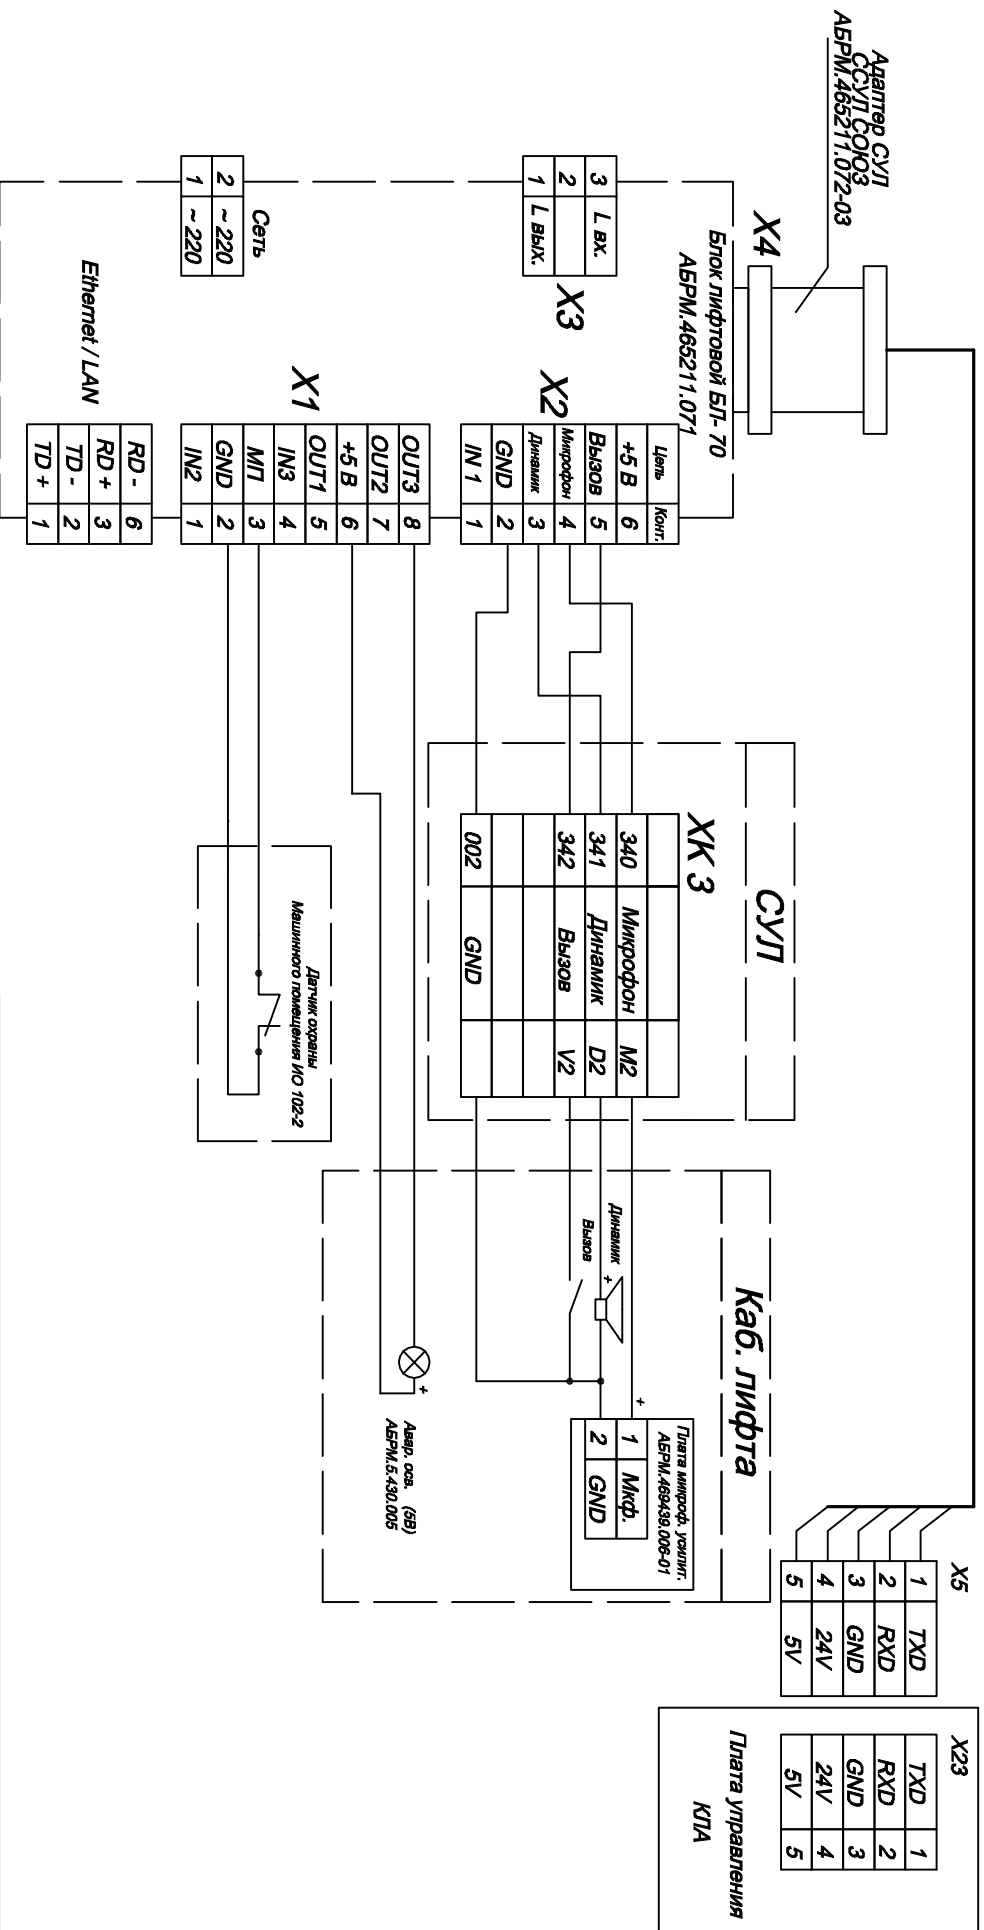 Адаптер СУЛ
ССУЛ СОЮЗ
АБРМ.465211.072-03
X4
Блок лифтовой БЛ- 70
АБРМ.465211.071
3 L вх.
2
1 L вых.
X3
Сеть
2 ~ 220
1 ~ 220
X2
Цепь Конт.
+5 В 6
Вызов 5
Микрофон 4
Динамик 3
GND 2
IN 1 1
X1
OUT3 8
OUT2 7
+5 В 6
OUT1 5
IN3 4
МП 3
GND 2
IN2 1
Ethernet / LAN
RD - 6
RD + 3
TD - 2
TD + 1
СУЛ
ХК 3
340 Микрофон M2
341 Динамик D2
342 Вызов V2
002 GND
Датчик охраны
Машинного помещения ИО 102-2
Каб. лифта
Динамик
+
Вызов
+
Плата микроф. усилит.
АБРМ.469439.006-01
1 Мкф.
2 GND
+
Авар. осв. (5В)
АБРМ.5.430.005
X5
1 TXD
2 RXD
3 GND
4 24V
5 5V
X23
TXD 1
RXD 2
GND 3
24V 4
5V 5
Плата управления
КПА